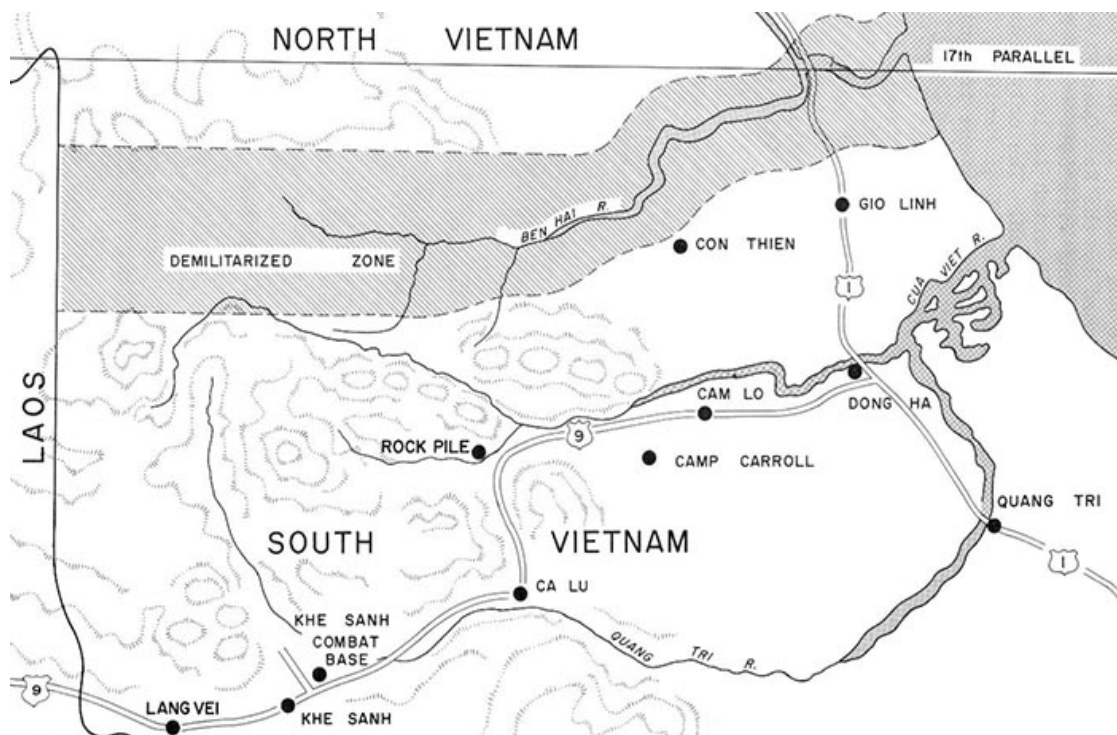 NORTH VIETNAM
17th PARALLEL
GIO LINH
BEN HAI R.
CON THIEN
DEMILITARIZED ZONE
CUA VIET R.
1
LAOS
CAM LO
DONG HA
9
ROCK PILE
CAMP CARROLL
QUANG TRI
SOUTH VIETNAM
1
CA LU
KHE SANH
COMBAT
BASE
QUANG TRI R.
9
LANG VEI
KHE SANH